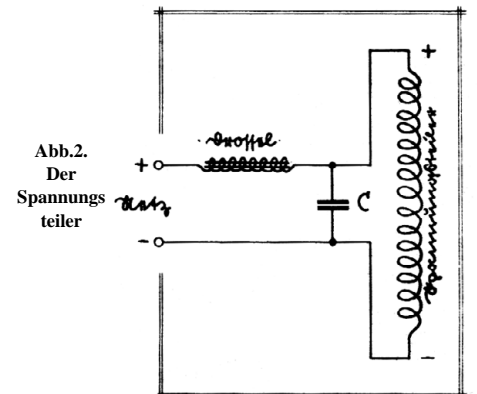 Abb.2.
Der
Spannungs
teiler
Drossel
+
Netz
-
C
+
Spannungsteiler
-